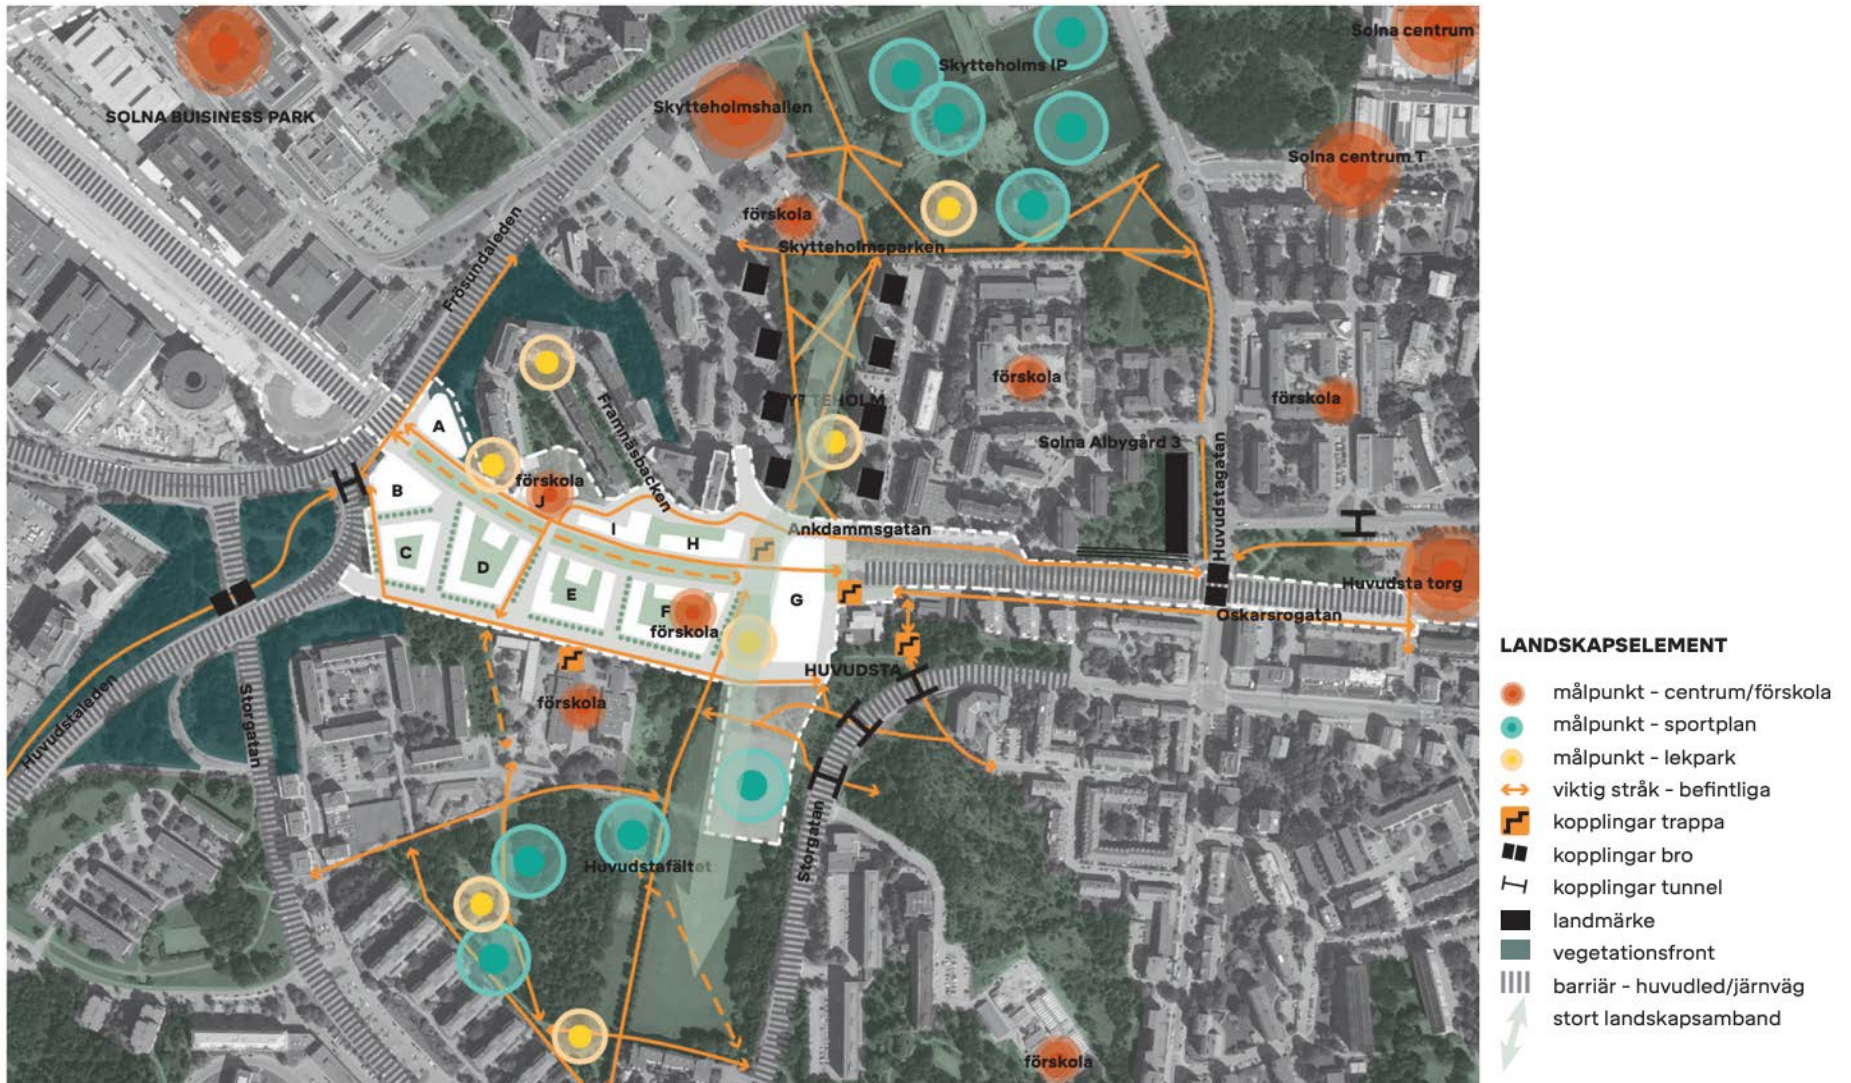 Solna centrum
Skytteholms IP
Skytteholmshallen
SOLNA BUISINESS PARK
Solna centrum T
förskola
Frösundaleden
Skytteholmsparken
förskola
förskola
Framnäsbacken
A
Solna Albygård 3
Huvudstagatan
förskola
J
B
I
Ankdammsgatan
H
C
D
E
F
G
förskola
Huvudsta torg
Oskarsrogatan
HUVUDSTA
Huvudstaleden
Storgatan
förskola
Storgatan
Huvudstafältet
förskola
LANDSKAPSELEMENT
målpunkt - centrum/förskola
målpunkt - sportplan
målpunkt - lekpark
viktig stråk - befintliga
kopplingar trappa
kopplingar bro
kopplingar tunnel
landmärke
vegetationsfront
barriär - huvudled/järnväg
stort landskapsamband